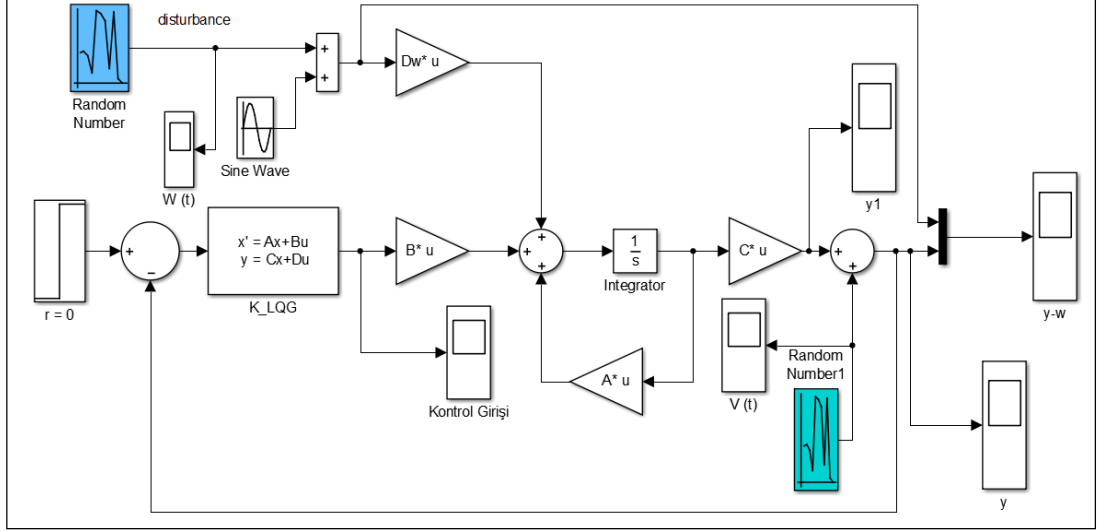 disturbance
Random
Number
+
+
Dw* u
Sine Wave
W (t)
y1
r = 0
+
−
x' = Ax+Bu
y = Cx+Du
K_LQG
B* u
+
+
+
1
s
Integrator
C* u
+
+
y-w
Kontrol Girişi
A* u
V (t)
Random
Number1
y